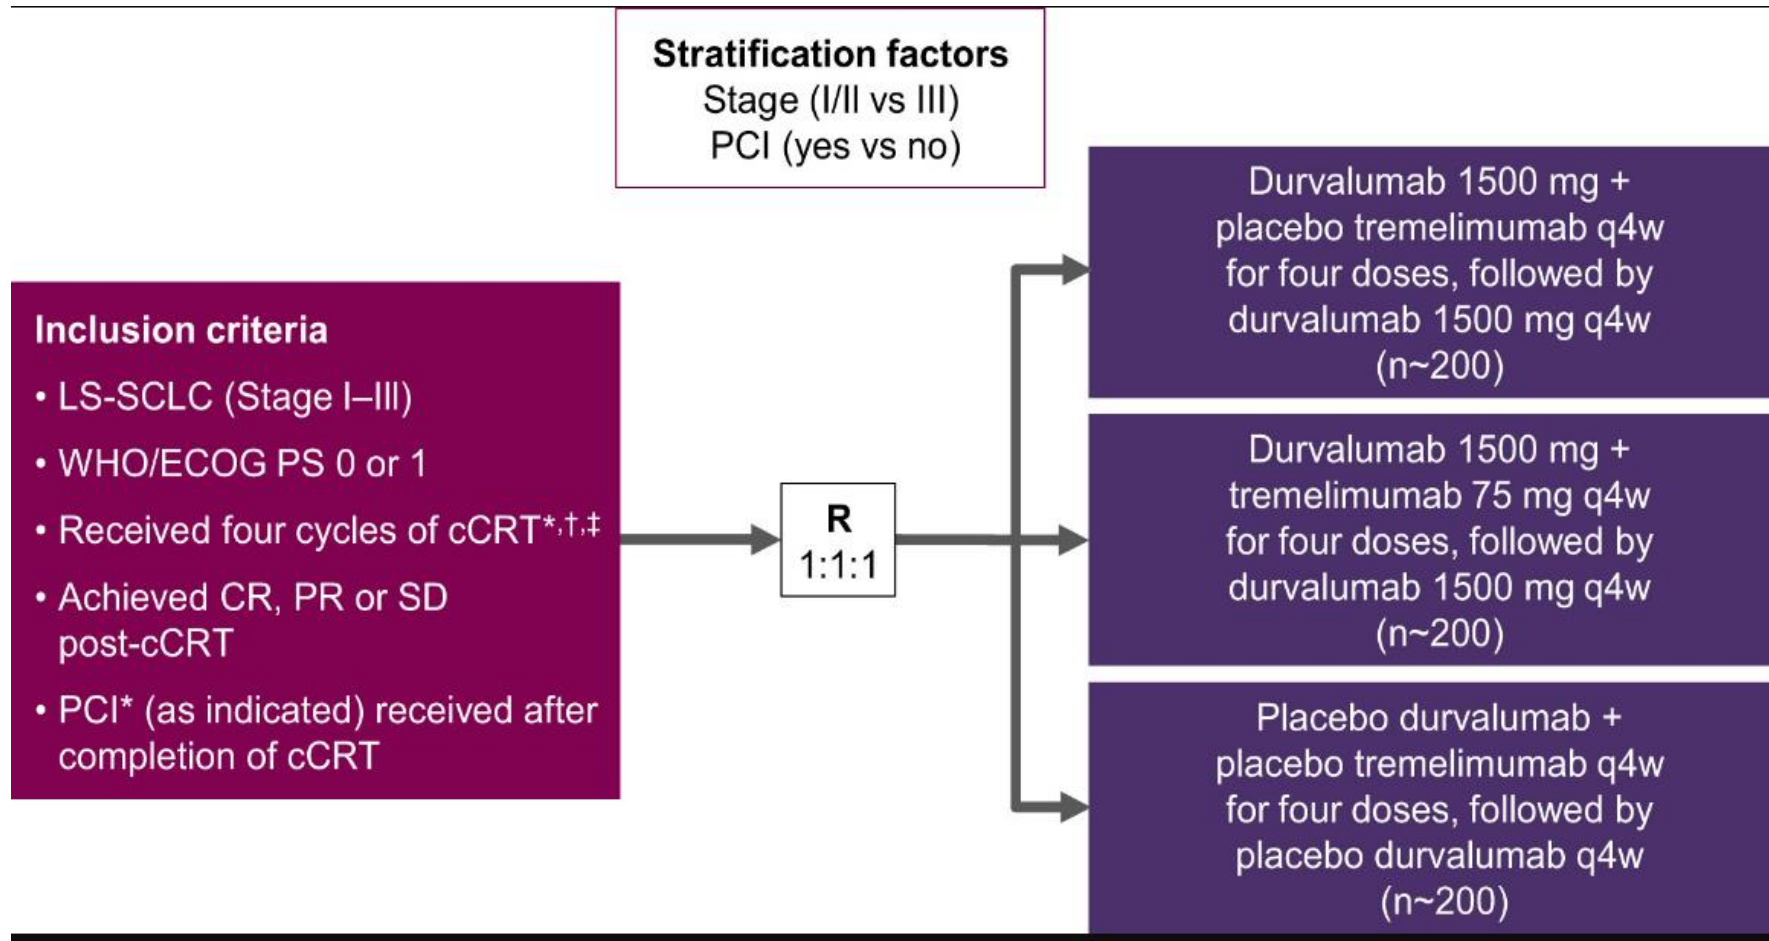 Stratification factors
Stage (I/II vs III)
PCI (yes vs no)
Inclusion criteria
• LS-SCLC (Stage I–III)
• WHO/ECOG PS 0 or 1
• Received four cycles of cCRT*,†,‡
• Achieved CR, PR or SD
post-cCRT
• PCI* (as indicated) received after
completion of cCRT
R
1:1:1
Durvalumab 1500 mg +
placebo tremelimumab q4w
for four doses, followed by
durvalumab 1500 mg q4w
(n~200)
Durvalumab 1500 mg +
tremelimumab 75 mg q4w
for four doses, followed by
durvalumab 1500 mg q4w
(n~200)
Placebo durvalumab +
placebo tremelimumab q4w
for four doses, followed by
placebo durvalumab q4w
(n~200)